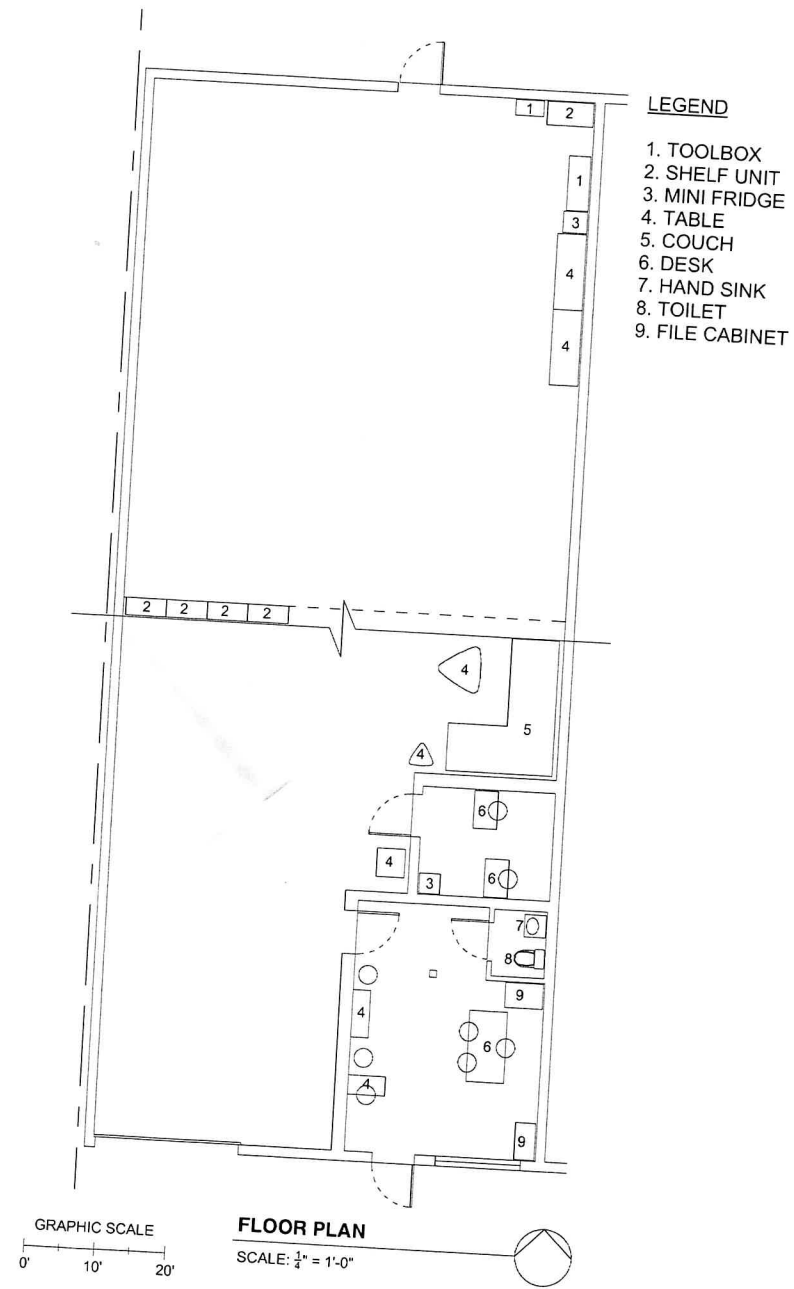 LEGEND
1. TOOLBOX
2. SHELF UNIT
3. MINI FRIDGE
4. TABLE
5. COUCH
6. DESK
7. HAND SINK
8. TOILET
9. FILE CABINET
1 2
1
3
4
4
2 2 2 2
4
5
4
6
4
6
3
7
8
9
4
6
4
9
GRAPHIC SCALE
0' 10' 20'
FLOOR PLAN
SCALE: 1/4" = 1'-0"